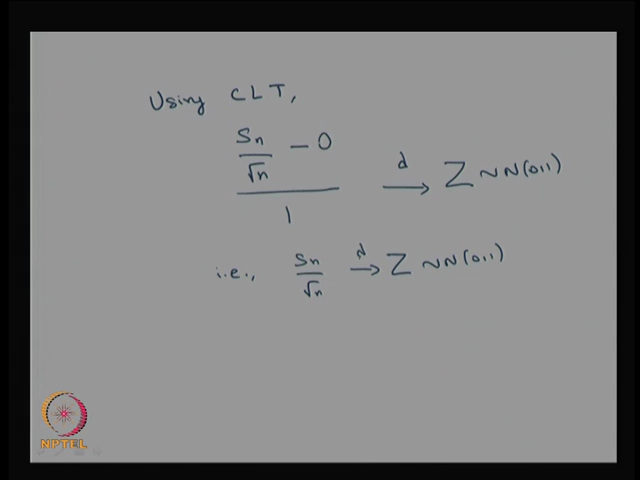 Using CLT,
Sn/√n − 0
1
d
→ Z ~ N(0,1)
i.e., Sn/√n d→ Z ~ N(0,1)
NPTEL